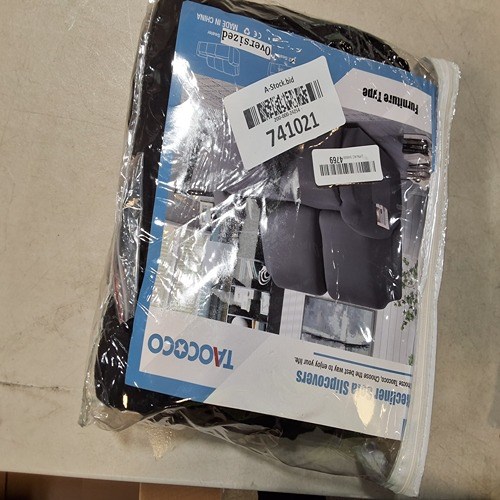 TAOCOCO
Recliner Sofa Slipcovers
Choose Taococo, Choose the best way to enjoy your life.
Furniture Type
A-Stock.bid
741021
4769
Oversized
MADE IN CHINA